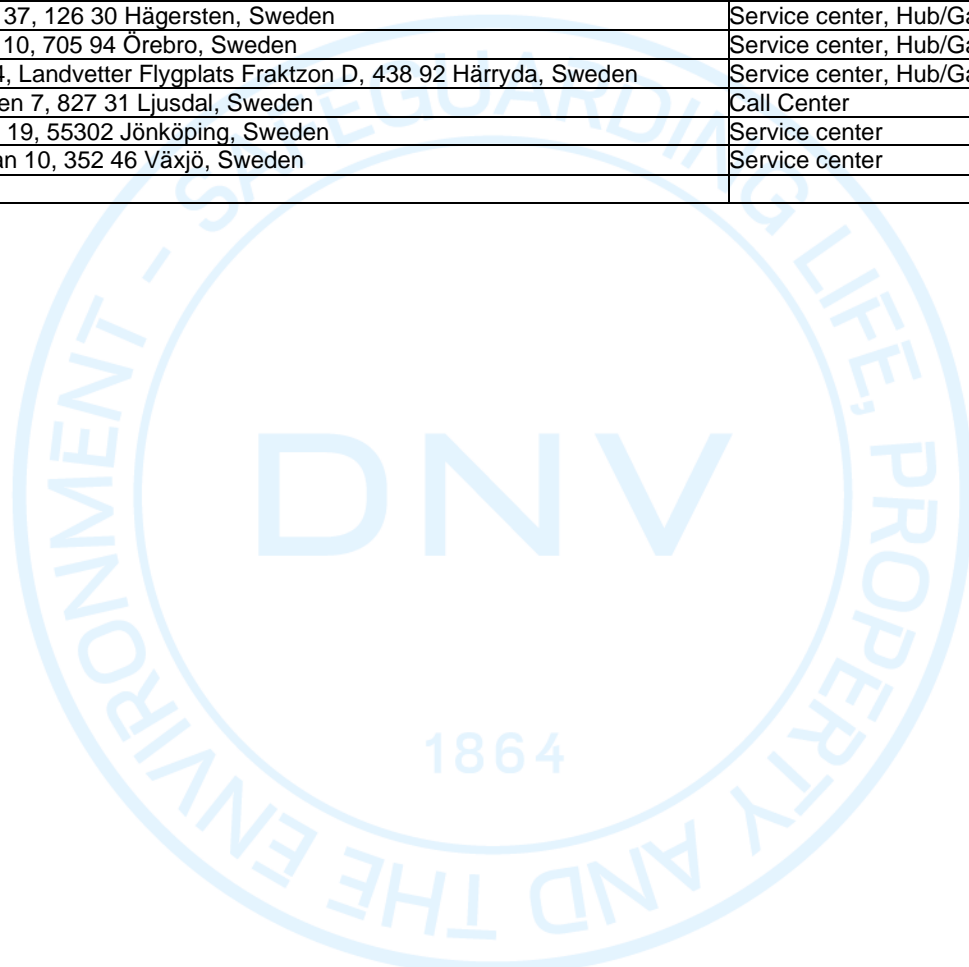 37, 126 30 Hägersten, Sweden Service center, Hub/Ga
10, 705 94 Örebro, Sweden Service center, Hub/Ga
4, Landvetter Flygplats Fraktzon D, 438 92 Härryda, Sweden Service center, Hub/Ga
en 7, 827 31 Ljusdal, Sweden Call Center
19, 55302 Jönköping, Sweden Service center
an 10, 352 46 Växjö, Sweden Service center
SAFEGUARDING LIFE, PROPERTY AND THE ENVIRONMENT -
DNV
1864